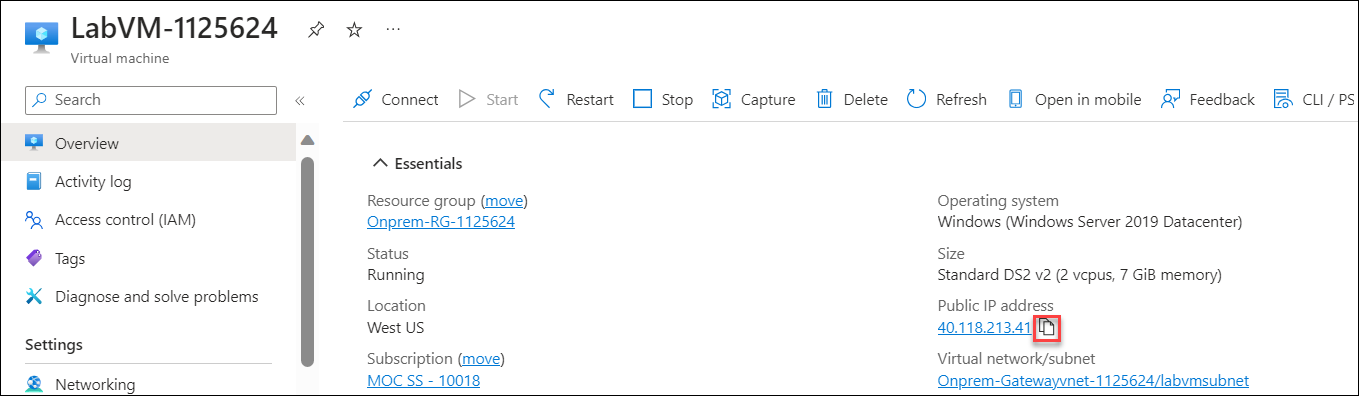 LabVM-1125624
Virtual machine
Search
Connect Start Restart Stop Capture Delete Refresh Open in mobile Feedback CLI / PS
Overview
Activity log
Access control (IAM)
Tags
Diagnose and solve problems
Settings
Networking
Essentials
Resource group (move)
Onprem-RG-1125624
Status
Running
Location
West US
Subscription (move)
MOC SS - 10018
Operating system
Windows (Windows Server 2019 Datacenter)
Size
Standard DS2 v2 (2 vcpus, 7 GiB memory)
Public IP address
40.118.213.41
Virtual network/subnet
Onprem-Gatewayvnet-1125624/labvmsubnet